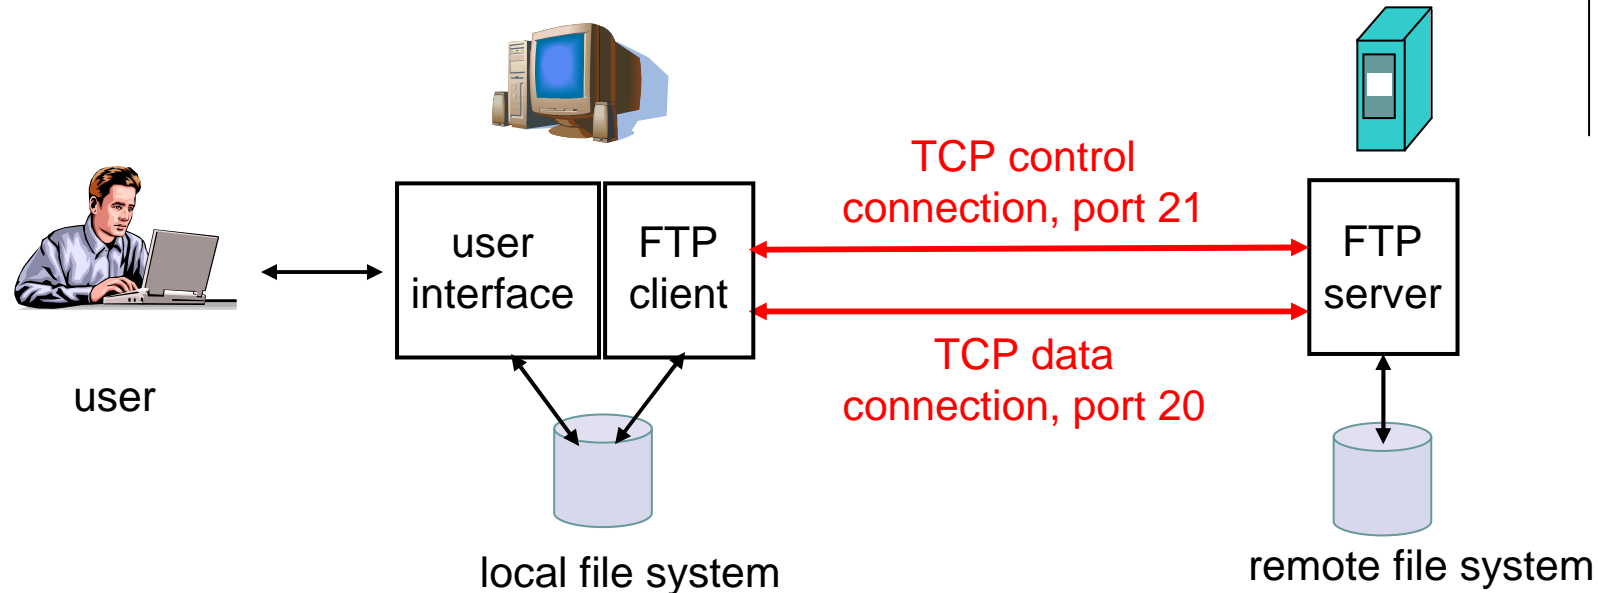 TCP control
connection, port 21
user
interface
FTP
client
FTP
server
TCP data
connection, port 20
user
local file system
remote file system